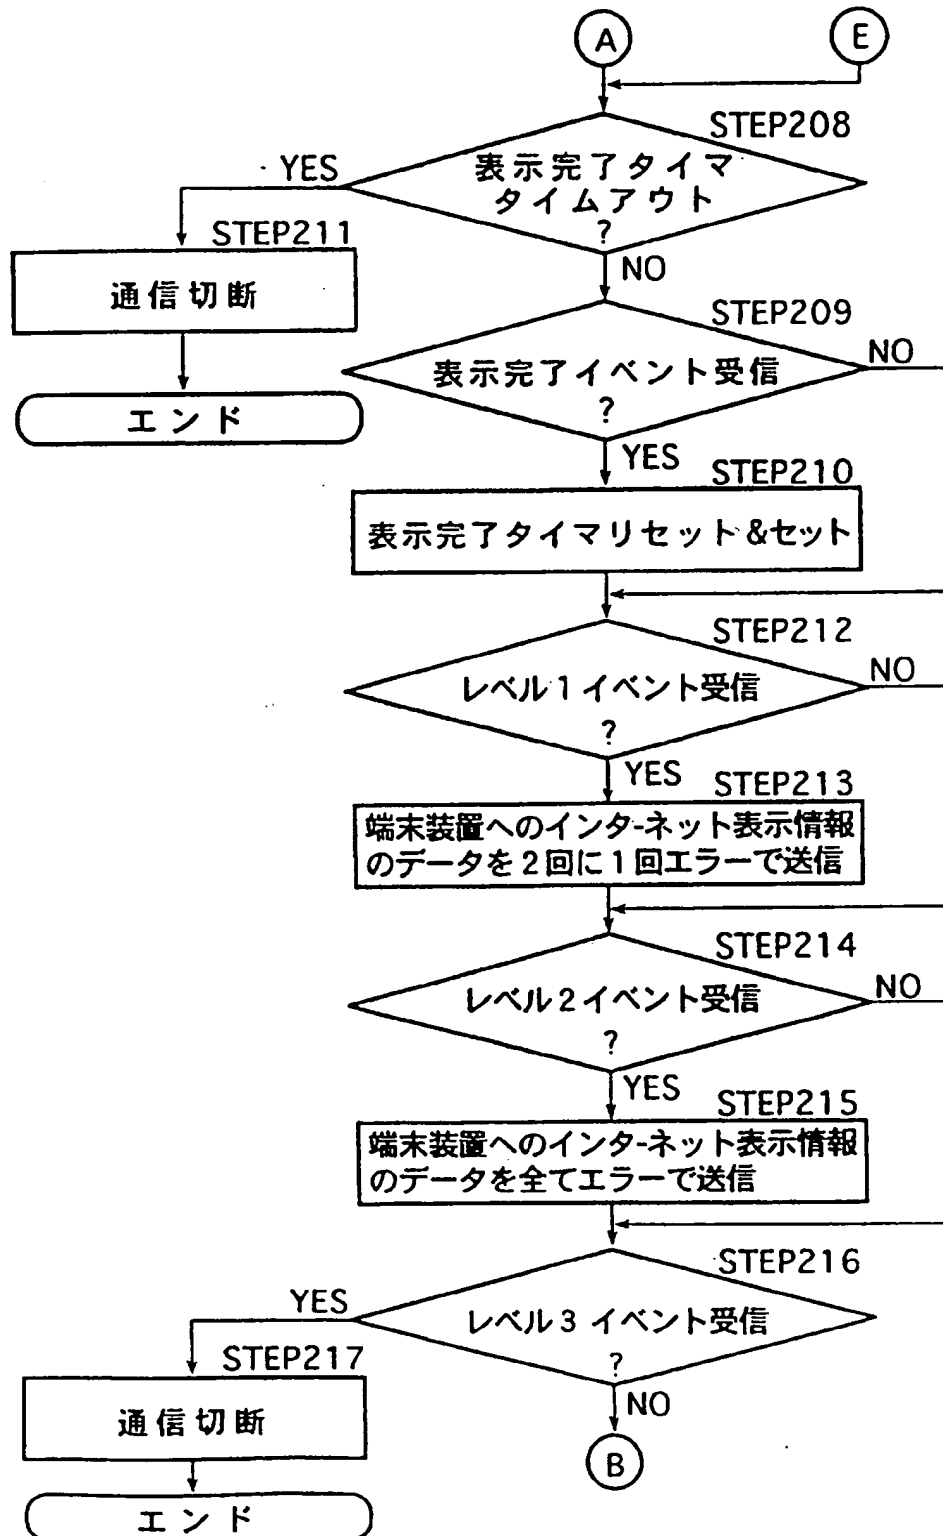 A
E
STEP208
YES
表示完了タイマ
タイムアウト
?
STEP211
NO
通信切断
STEP209
NO
表示完了イベント受信
?
エンド
YES
STEP210
表示完了タイマリセット&セット
STEP212
NO
レベル1イベント受信
?
YES
STEP213
端末装置へのインタ-ネット表示情報
のデータを2回に1回エラーで送信
STEP214
NO
レベル2イベント受信
?
YES
STEP215
端末装置へのインタ-ネット表示情報
のデータを全てエラーで送信
STEP216
YES
レベル3 イベント受信
?
STEP217
NO
通信切断
B
エンド